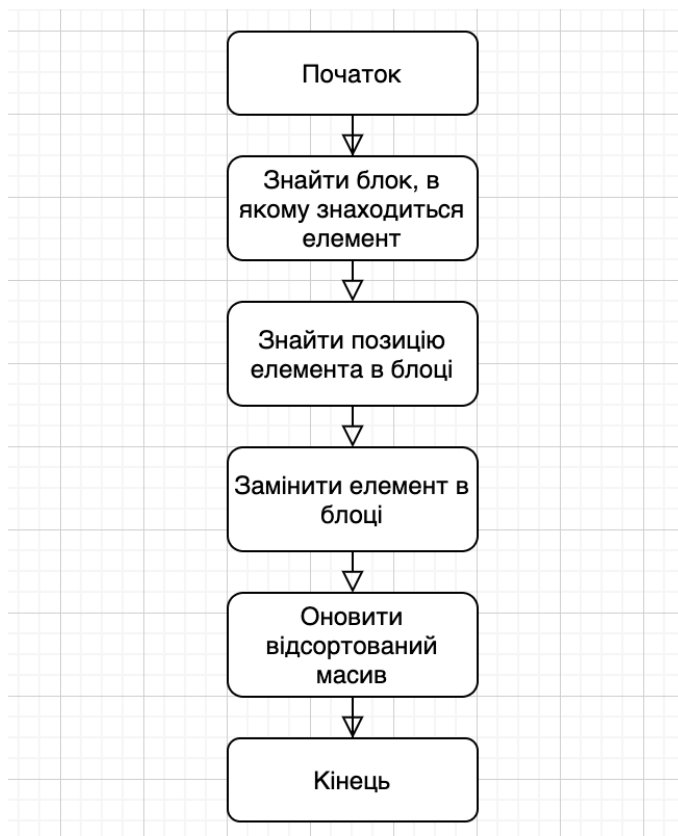 Початок
Знайти блок, в
якому знаходиться
елемент
Знайти позицію
елемента в блоці
Замінити елемент в
блоці
Оновити
відсортований
масив
Кінець